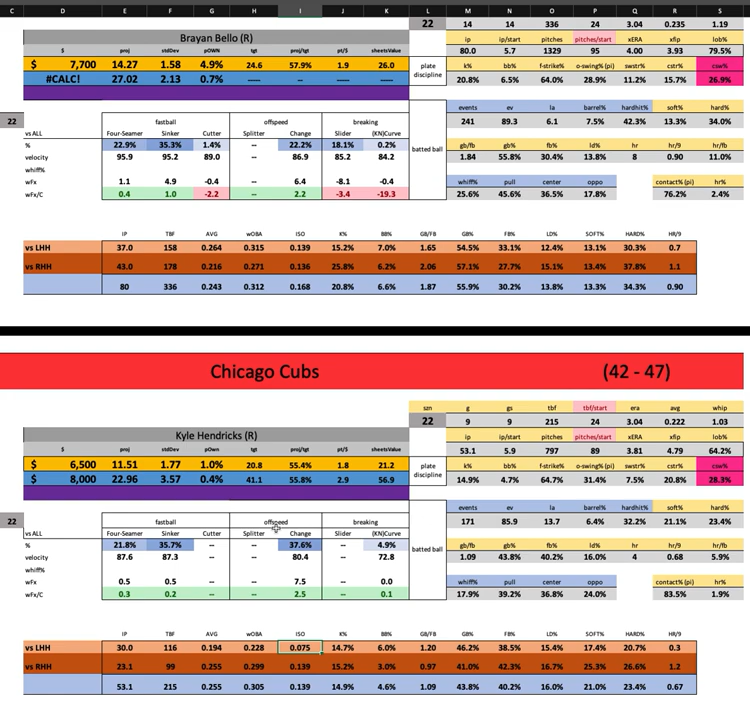 C D E F G H I J K L M N O P Q R S
22 14 14 336 24 3.04 0.235 1.19
Brayan Bello (R) ip ip/start pitches pitches/start xERA xfip lob%
80.0 5.7 1329 95 4.00 3.93 79.5%
$ proj stdDev pOWN tgt proj/tgt pt/$ sheetsValue
$ 7,700 14.27 1.58 4.9% 24.6 57.9% 1.9 26.0 plate discipline k% bb% f-strike% o-swing% (pi) swstr% cstr% csw%
#CALC! 27.02 2.13 0.7% ---- ---- -- ---- 20.8% 6.5% 64.0% 28.9% 11.2% 15.7% 26.9%
events ev la barrel% hardhit% soft% hard%
22 fastball offspeed breaking 241 89.3 6.1 7.5% 42.3% 13.3% 34.0%
vs ALL Four-Seamer Sinker Cutter Splitter Change Slider (KN)Curve
% 22.9% 35.3% 1.4% -- 22.2% 18.1% 0.2% batted ball gb/fb gb% fb% ld% hr hr/9 hr/fb
velocity 95.9 95.2 89.0 -- 86.9 85.2 84.2 1.84 55.8% 30.4% 13.8% 8 0.90 11.0%
whiff%
wFx 1.1 4.9 -0.4 -- 6.4 -8.1 -0.4 whiff% pull center oppo contact% (pi) hr%
wFx/C 0.4 1.0 -2.2 -- 2.2 -3.4 -19.3 25.6% 45.6% 36.5% 17.8% 76.2% 2.4%
IP TBF AVG wOBA ISO K% BB% GB/FB GB% FB% LD% SOFT% HARD% HR/9
vs LHH 37.0 158 0.264 0.315 0.139 15.2% 7.0% 1.65 54.5% 33.1% 12.4% 13.1% 30.3% 0.7
vs RHH 43.0 178 0.216 0.271 0.136 25.8% 6.2% 2.06 57.1% 27.7% 15.1% 13.4% 37.8% 1.1
80 336 0.243 0.312 0.168 20.8% 6.6% 1.87 55.9% 30.2% 13.8% 13.3% 34.3% 0.90
Chicago Cubs (42 - 47)
szn g gs tbf tbf/start era avg whip
22 9 9 215 24 3.04 0.222 1.03
Kyle Hendricks (R) ip ip/start pitches pitches/start xERA xfip lob%
$ proj stdDev pOwn tgt proj/tgt pt/$ sheetsValue 53.1 5.9 797 89 3.81 4.79 64.2%
$ 6,500 11.51 1.77 1.0% 20.8 55.4% 1.8 21.2 plate discipline k% bb% f-strike% o-swing% (pi) swstr% cstr% csw%
$ 8,000 22.96 3.57 0.4% 41.1 55.8% 2.9 56.9 14.9% 4.7% 64.7% 31.4% 7.5% 20.8% 28.3%
events ev la barrel% hardhit% soft% hard%
22 fastball offspeed breaking 171 85.9 13.7 6.4% 32.2% 21.1% 23.4%
vs ALL Four-Seamer Sinker Cutter Splitter Change Slider (KN)Curve
% 21.8% 35.7% -- -- 37.6% -- 4.9% batted ball gb/fb gb% fb% ld% hr hr/9 hr/fb
velocity 87.6 87.3 -- -- 80.4 -- 72.8 1.09 43.8% 40.2% 16.0% 4 0.68 5.9%
whiff%
wFx 0.5 0.5 -- -- 7.5 -- 0.0 whiff% pull center oppo contact% (pi) hr%
wFx/C 0.3 0.2 -- -- 2.5 -- 0.1 17.9% 39.2% 36.8% 24.0% 83.5% 1.9%
IP TBF AVG wOBA ISO K% BB% GB/FB GB% FB% LD% SOFT% HARD% HR/9
vs LHH 30.0 116 0.194 0.228 0.075 14.7% 6.0% 1.20 46.2% 38.5% 15.4% 17.4% 20.7% 0.3
vs RHH 23.1 99 0.255 0.299 0.139 15.2% 3.0% 0.97 41.0% 42.3% 16.7% 25.3% 26.6% 1.2
53.1 215 0.255 0.305 0.139 14.9% 4.6% 1.09 43.8% 40.2% 16.0% 21.0% 23.4% 0.67